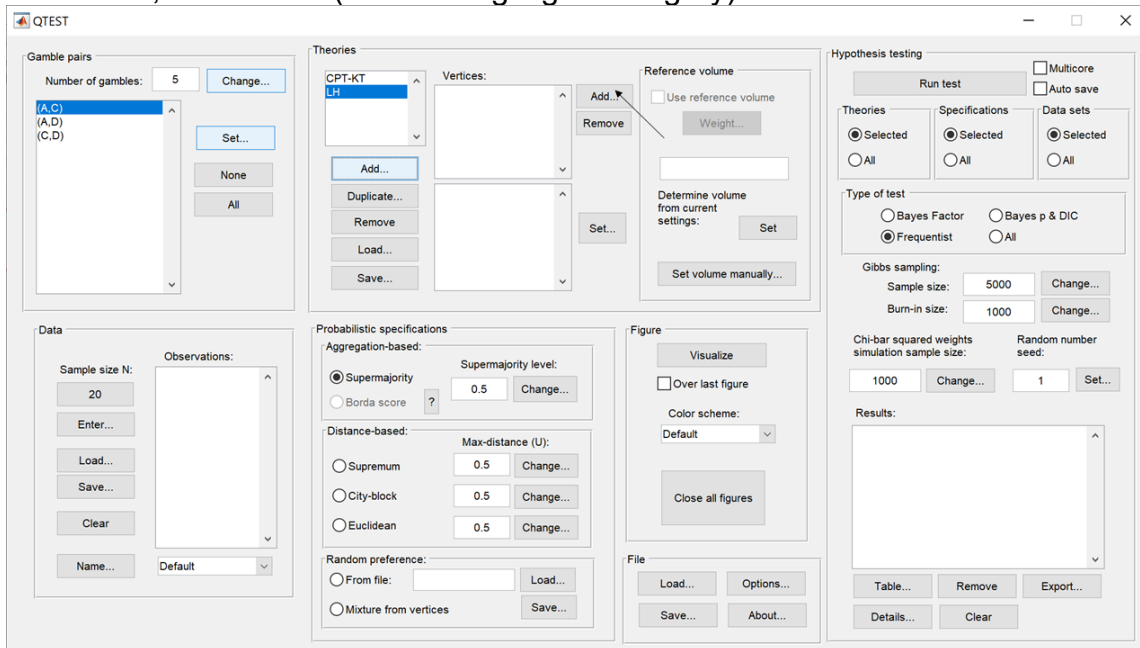 QTEST
Gamble pairs
Number of gambles: 5 Change...
(A,C)
(A,D)
(C,D)
Set...
None
All
Theories
CPT-KT
LH
Vertices:
Add...
Remove
Add...
Duplicate...
Remove
Load...
Save...
Set...
Reference volume
Use reference volume
Weight...
Determine volume
from current
settings:
Set
Set volume manually...
Hypothesis testing
Run test
Multicore
Auto save
Theories
Selected
All
Specifications
Selected
All
Data sets
Selected
All
Type of test
Bayes Factor Bayes p & DIC
Frequentist All
Gibbs sampling:
Sample size: 5000 Change...
Burn-in size: 1000 Change...
Chi-bar squared weights
simulation sample size:
1000 Change...
Random number
seed:
1 Set...
Results:
Table... Remove Export...
Details... Clear
Data
Sample size N:
20
Enter...
Load...
Save...
Clear
Name... Default
Observations:
Probabilistic specifications
Aggregation-based:
Supermajority
Borda score ?
Supermajority level:
0.5 Change...
Distance-based:
Max-distance (U):
Supremum 0.5 Change...
City-block 0.5 Change...
Euclidean 0.5 Change...
Random preference:
From file: Load...
Mixture from vertices Save...
Figure
Visualize
Over last figure
Color scheme:
Default
Close all figures
File
Load... Options...
Save... About...